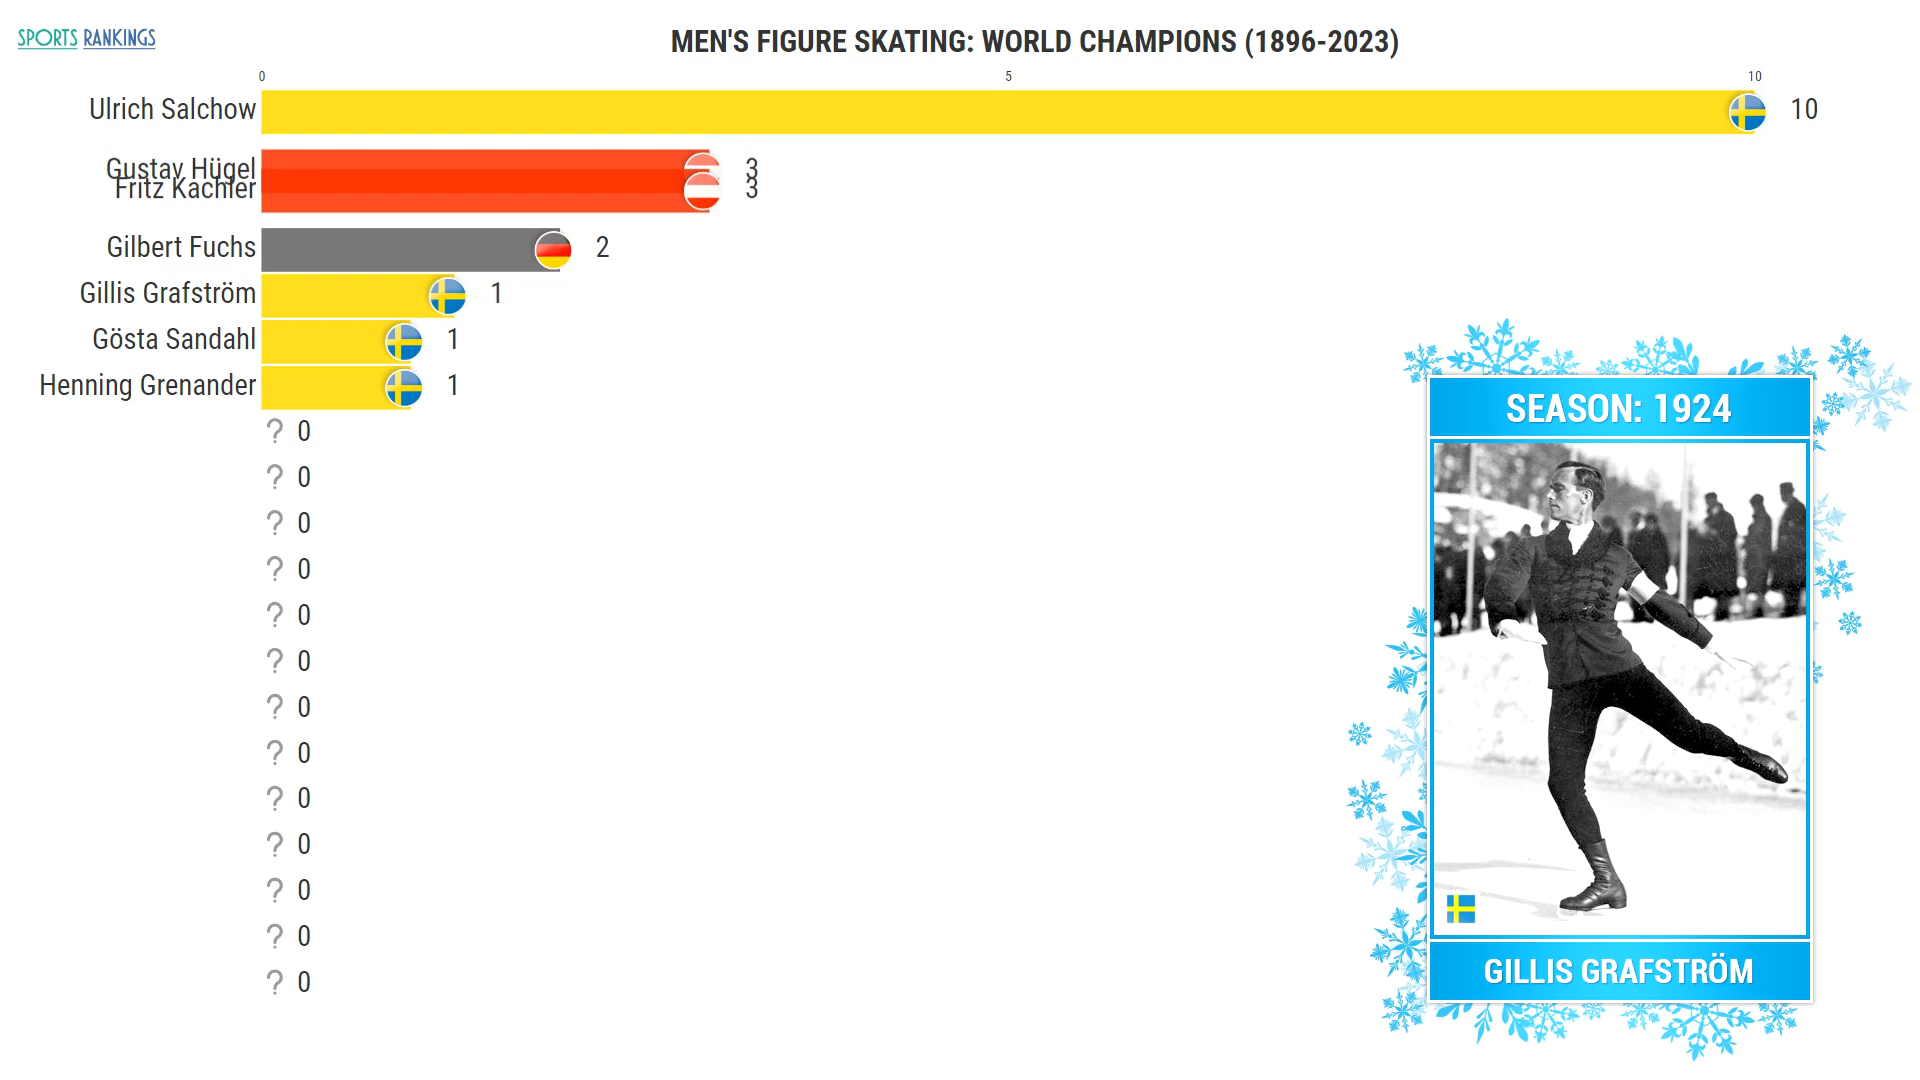 SPORTS RANKINGS
MEN'S FIGURE SKATING: WORLD CHAMPIONS (1896-2023)
0 5 10
Ulrich Salchow 10
Gustav Hügel 3
Fritz Kachler 3
Gilbert Fuchs 2
Gillis Grafström 1
Gösta Sandahl 1
Henning Grenander 1
? 0
? 0
? 0
? 0
? 0
? 0
? 0
? 0
? 0
? 0
? 0
? 0
? 0
SEASON: 1924
GILLIS GRAFSTRÖM